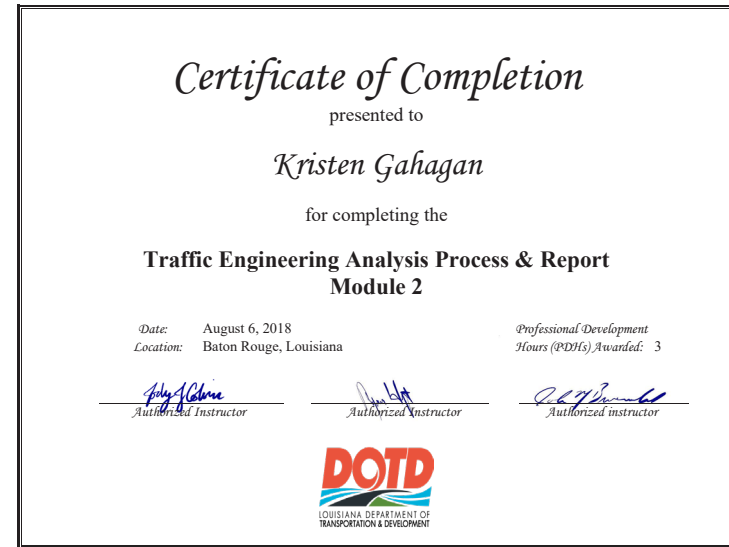 Certificate of Completion
presented to
Kristen Gahagan
for completing the
Traffic Engineering Analysis Process & Report
Module 2
Date: August 6, 2018
Location: Baton Rouge, Louisiana
Professional Development
Hours (PDHs) Awarded: 3
Authorized Instructor
Authorized Instructor
Authorized instructor
DOTD
LOUISIANA DEPARTMENT OF
TRANSPORTATION & DEVELOPMENT